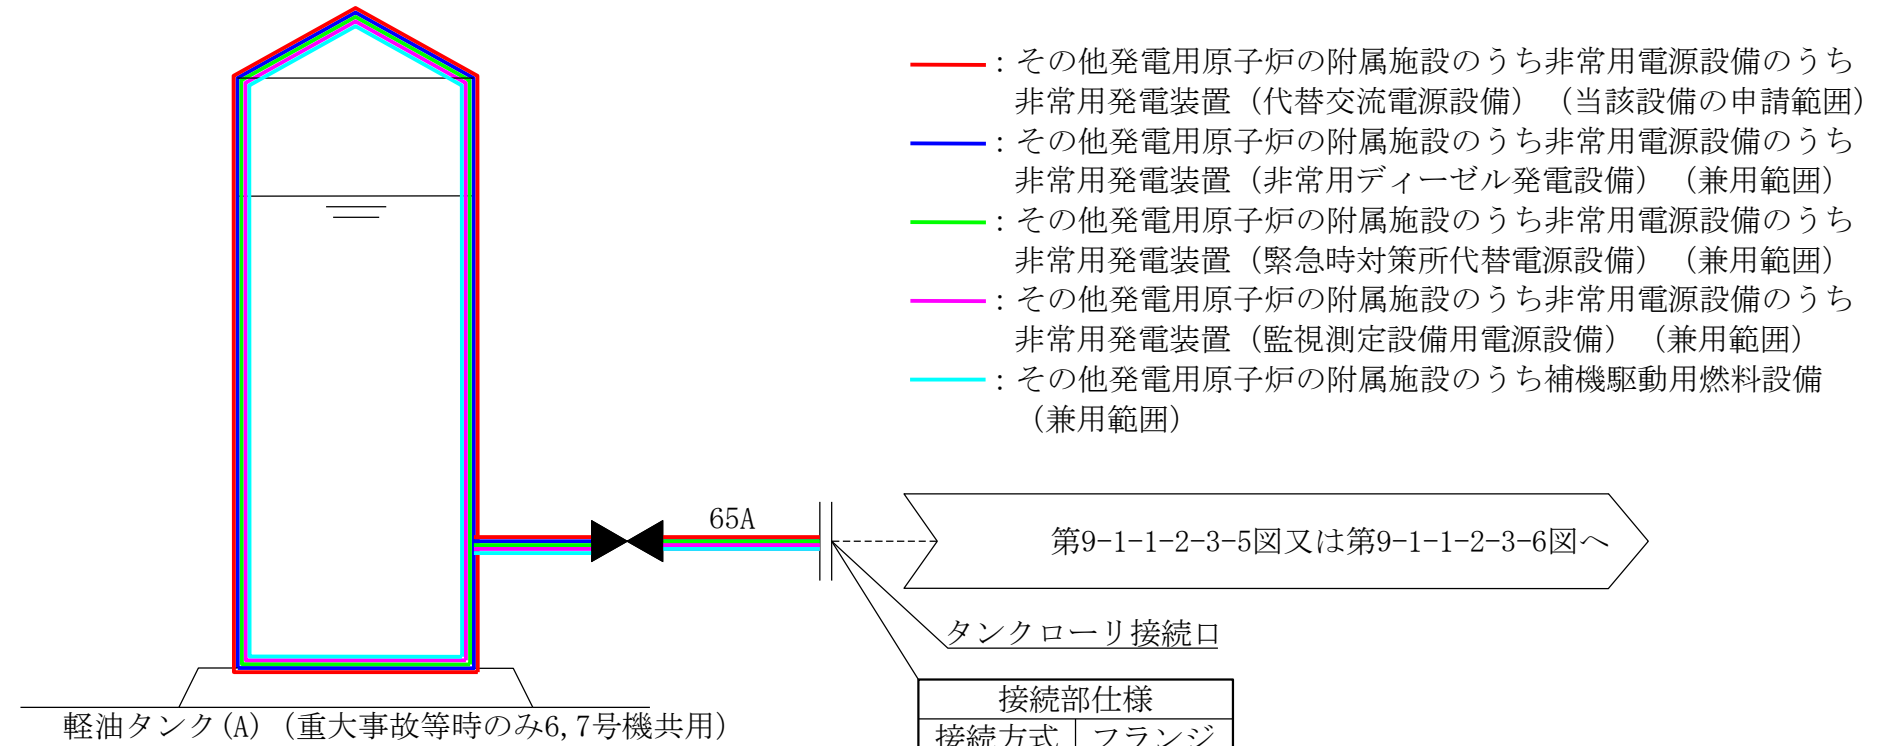 ：その他発電用原子炉の附属施設のうち非常用電源設備のうち
非常用発電装置（代替交流電源設備）（当該設備の申請範囲）
：その他発電用原子炉の附属施設のうち非常用電源設備のうち
非常用発電装置（非常用ディーゼル発電設備）（兼用範囲）
：その他発電用原子炉の附属施設のうち非常用電源設備のうち
非常用発電装置（緊急時対策所代替電源設備）（兼用範囲）
：その他発電用原子炉の附属施設のうち非常用電源設備のうち
非常用発電装置（監視測定設備用電源設備）（兼用範囲）
：その他発電用原子炉の附属施設のうち補機駆動用燃料設備
（兼用範囲）
65A
第9-1-1-2-3-5図又は第9-1-1-2-3-6図へ
タンクローリ接続口
接続部仕様
接続方式 フランジ
軽油タンク(A)（重大事故等時のみ6,7号機共用）